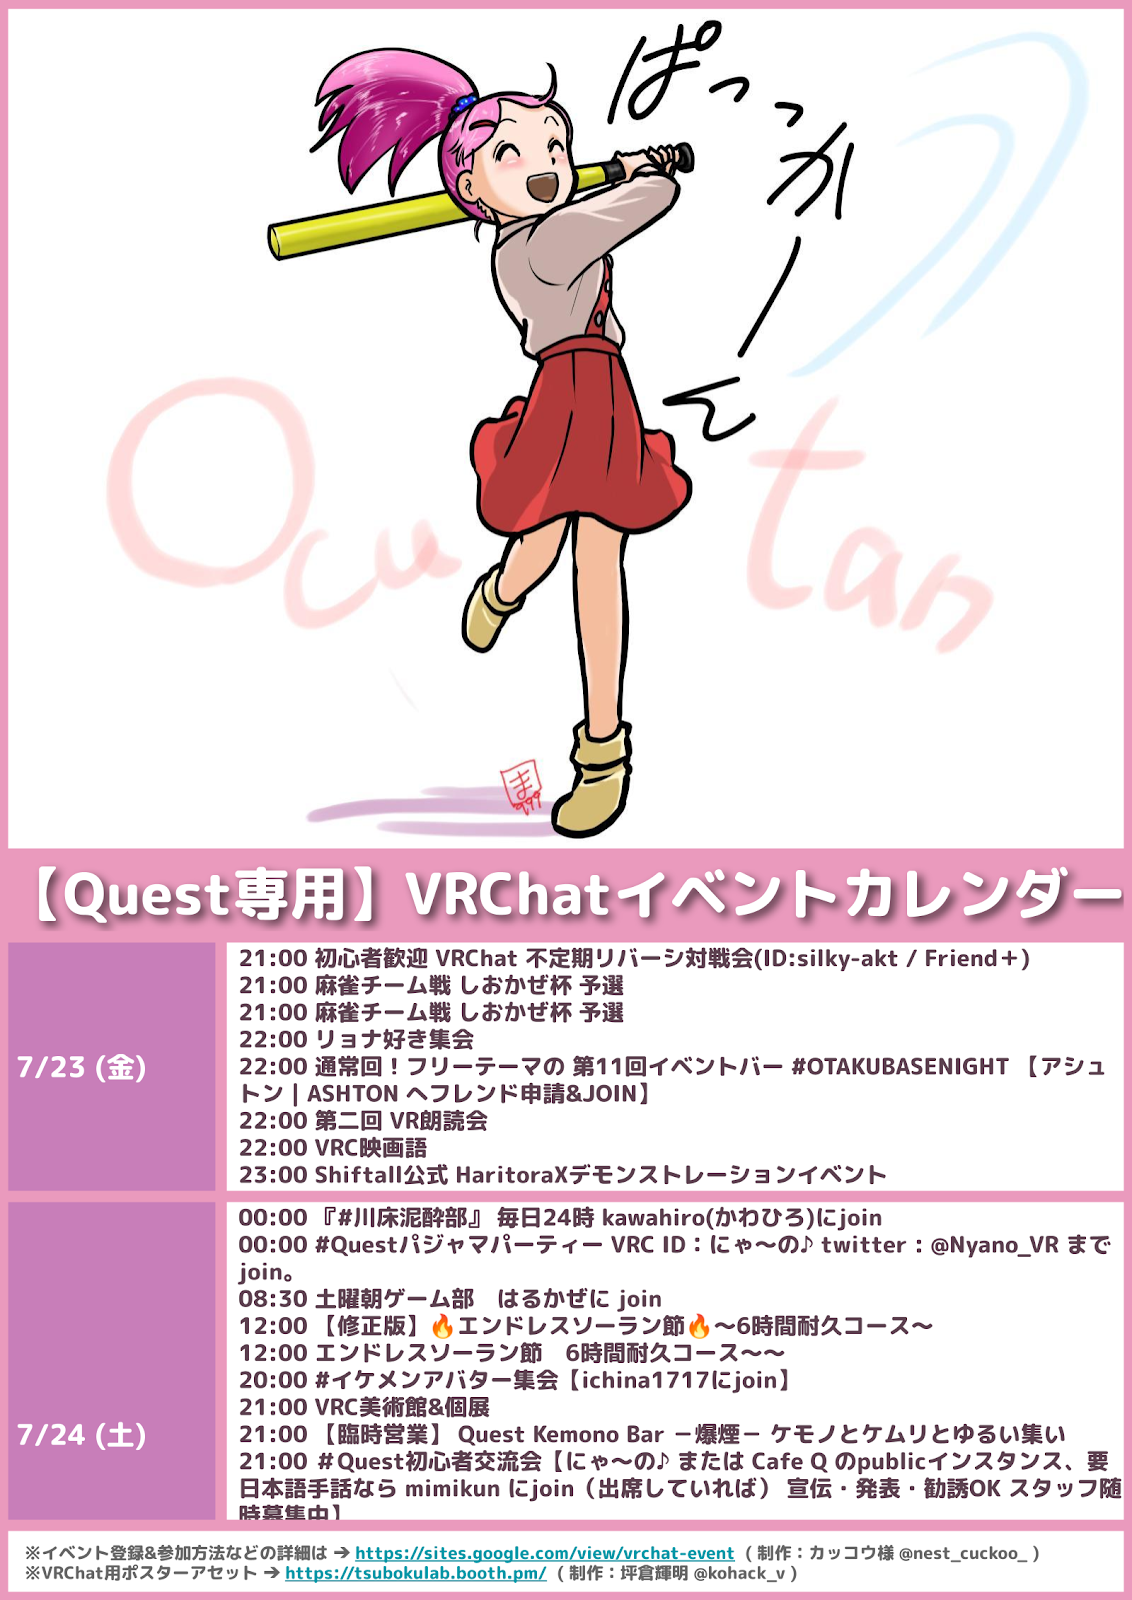 ぱっっかーん
Ocutan
ま
999
【Quest専用】VRChatイベントカレンダー
7/23 (金)
21:00 初心者歓迎 VRChat 不定期リバーシ対戦会(ID:silky-akt / Friend+)
21:00 麻雀チーム戦 しおかぜ杯 予選
21:00 麻雀チーム戦 しおかぜ杯 予選
22:00 リョナ好き集会
22:00 通常回！フリーテーマの 第11回イベントバー #OTAKUBASENIGHT 【アシュ
トン | ASHTON へフレンド申請&JOIN】
22:00 第二回 VR朗読会
22:00 VRC映画語
23:00 Shiftall公式 HaritoraXデモンストレーションイベント
7/24 (土)
00:00 『#川床泥酔部』 毎日24時 kawahiro(かわひろ)にjoin
00:00 #Questパジャマパーティー VRC ID：にゃ～の♪ twitter : @Nyano_VR まで
join。
08:30 土曜朝ゲーム部　はるかぜに join
12:00 【修正版】🔥エンドレスソーラン節🔥～6時間耐久コース～
12:00 エンドレスソーラン節　6時間耐久コース～～
20:00 #イケメンアバター集会【ichina1717にjoin】
21:00 VRC美術館&個展
21:00 【臨時営業】 Quest Kemono Bar －爆煙－ ケモノとケムリとゆるい集い
21:00 ＃Quest初心者交流会【にゃ～の♪ または Cafe Q のpublicインスタンス、要
日本語手話なら mimikun にjoin（出席していれば） 宣伝・発表・勧誘OK スタッフ随
時募集中】
※イベント登録&参加方法などの詳細は ➔ https://sites.google.com/view/vrchat-event ( 制作：カッコウ様 @nest_cuckoo_ )
※VRChat用ポスターアセット ➔ https://tsubokulab.booth.pm/ ( 制作：坪倉輝明 @kohack_v )